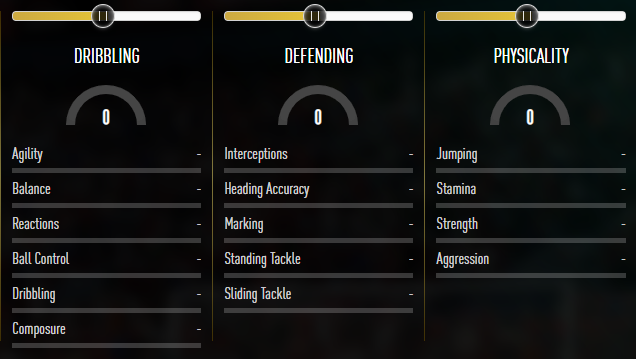 DRIBBLING
0
Agility -
Balance -
Reactions -
Ball Control -
Dribbling -
Composure -
DEFENDING
0
Interceptions -
Heading Accuracy -
Marking -
Standing Tackle -
Sliding Tackle -
PHYSICALITY
0
Jumping -
Stamina -
Strength -
Aggression -